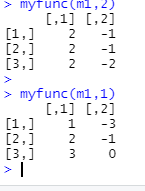 > myfunc(m1,2)
     [,1] [,2]
[1,]    2   -1
[2,]    2   -1
[3,]    2   -2
>
> myfunc(m1,1)
     [,1] [,2]
[1,]    1   -3
[2,]    2   -1
[3,]    3    0
>